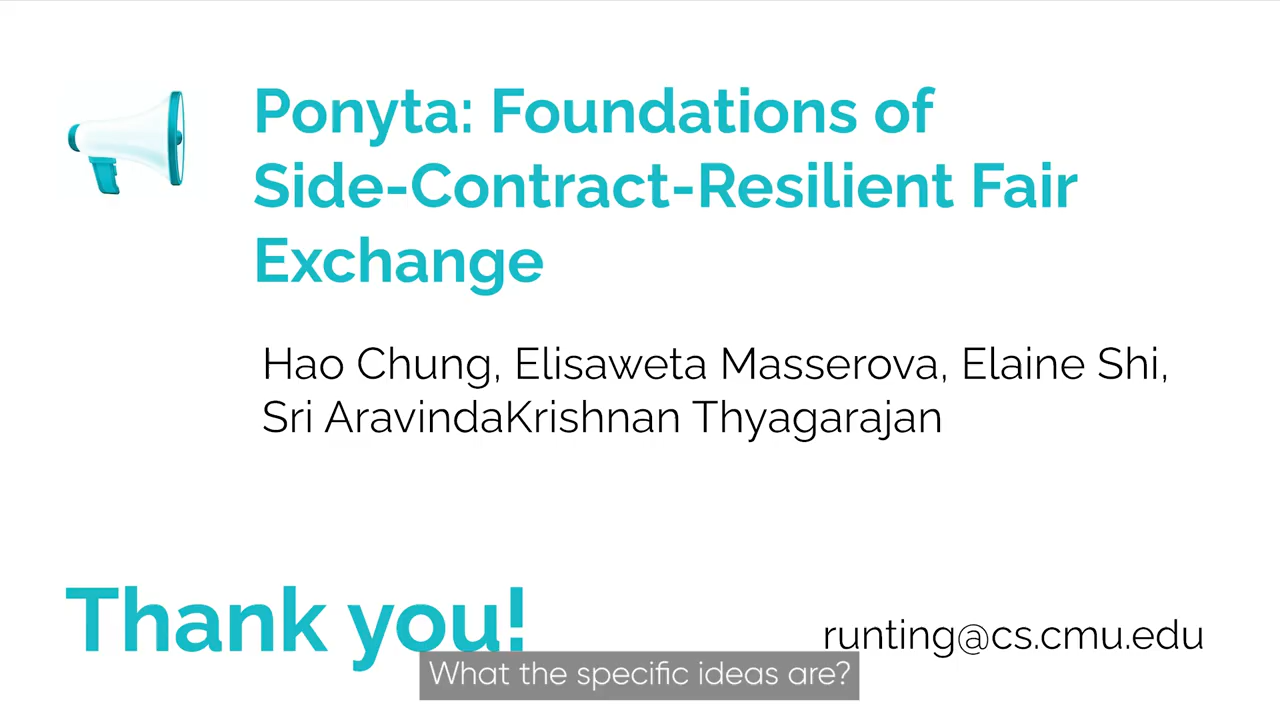 Ponyta: Foundations of
Side-Contract-Resilient Fair
Exchange
Hao Chung, Elisaweta Masserova, Elaine Shi,
Sri AravindaKrishnan Thyagarajan
Thank you!
runting@cs.cmu.edu
What the specific ideas are?